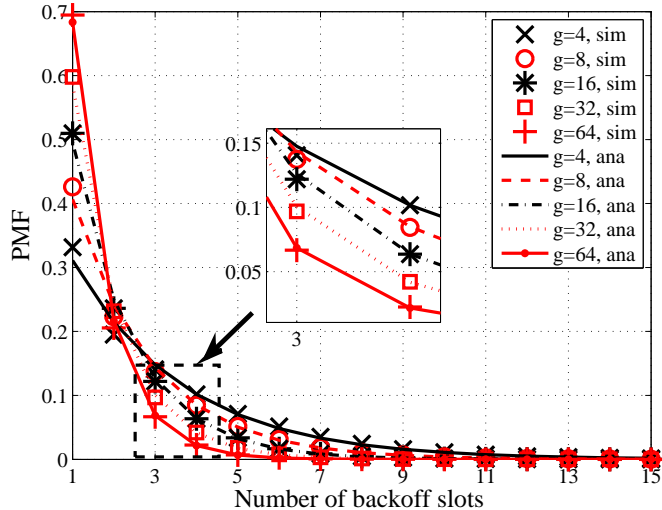 0.7
0.6
0.5
0.4
0.3
0.2
0.1
0
PMF
1
3
5
7
9
11
13
15
Number of backoff slots
g=4, sim
g=8, sim
g=16, sim
g=32, sim
g=64, sim
g=4, ana
g=8, ana
g=16, ana
g=32, ana
g=64, ana
0.15
0.1
0.05
3